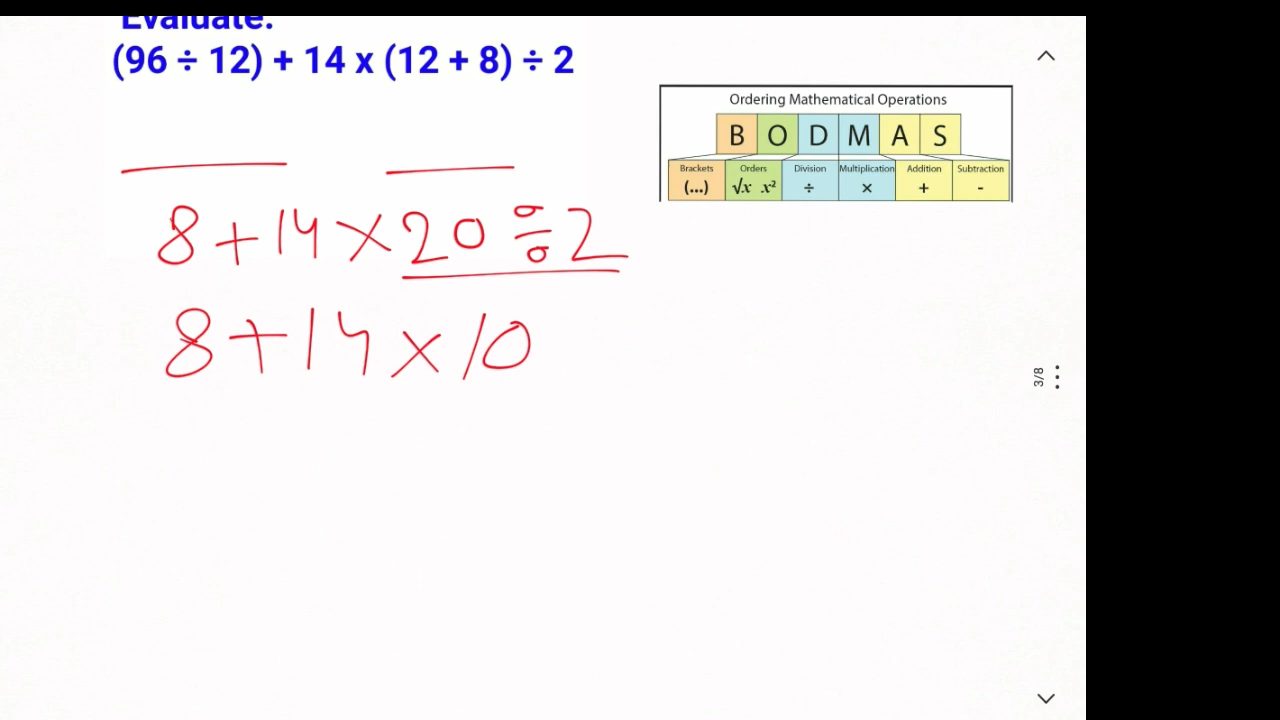 Evaluate:
(96 ÷ 12) + 14 x (12 + 8) ÷ 2
Ordering Mathematical Operations
B O D M A S
Brackets Orders Division Multiplication Addition Subtraction
(...) √x x² ÷ × + -
8+14×20÷2
8+14×10
3/8